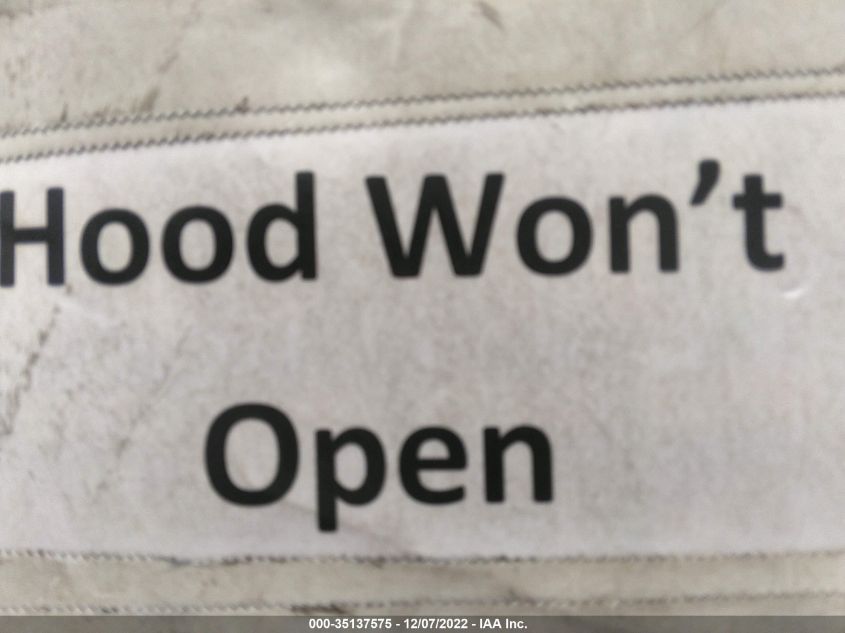 Hood Won’t
Open
000-35137575 - 12/07/2022 - IAA Inc.